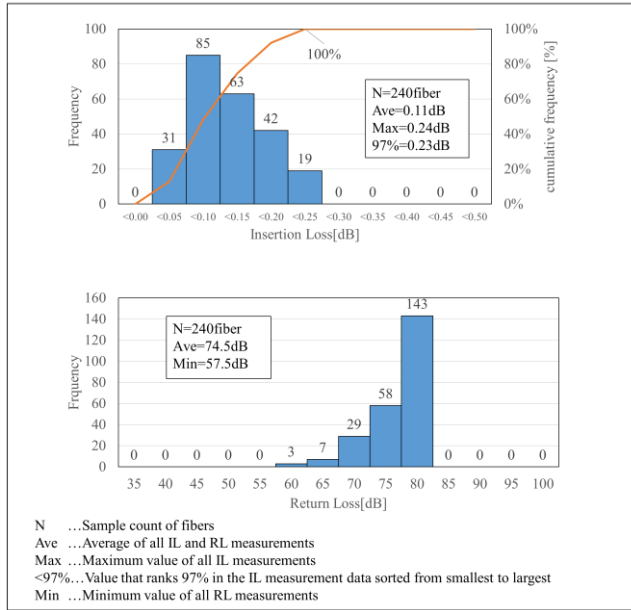 100
80
60
40
20
0
Frequency
0
31
85
63
42
19
0
0
0
0
0
100%
N=240fiber
Ave=0.11dB
Max=0.24dB
97%=0.23dB
100%
80%
60%
40%
20%
0%
cumulative frequency [%]
<0.00 <0.05 <0.10 <0.15 <0.20 <0.25 <0.30 <0.35 <0.40 <0.45 <0.50
Insertion Loss[dB]
160
140
120
100
80
60
40
20
0
Frquency
N=240fiber
Ave=74.5dB
Min=57.5dB
0 0 0 0 0 3 7 29 58 143 0 0 0 0
35 40 45 50 55 60 65 70 75 80 85 90 95 100
Return Loss[dB]
N …Sample count of fibers
Ave …Average of all IL and RL measurements
Max …Maximum value of all IL measurements
<97%…Value that ranks 97% in the IL measurement data sorted from smallest to largest
Min …Minimum value of all RL measurements